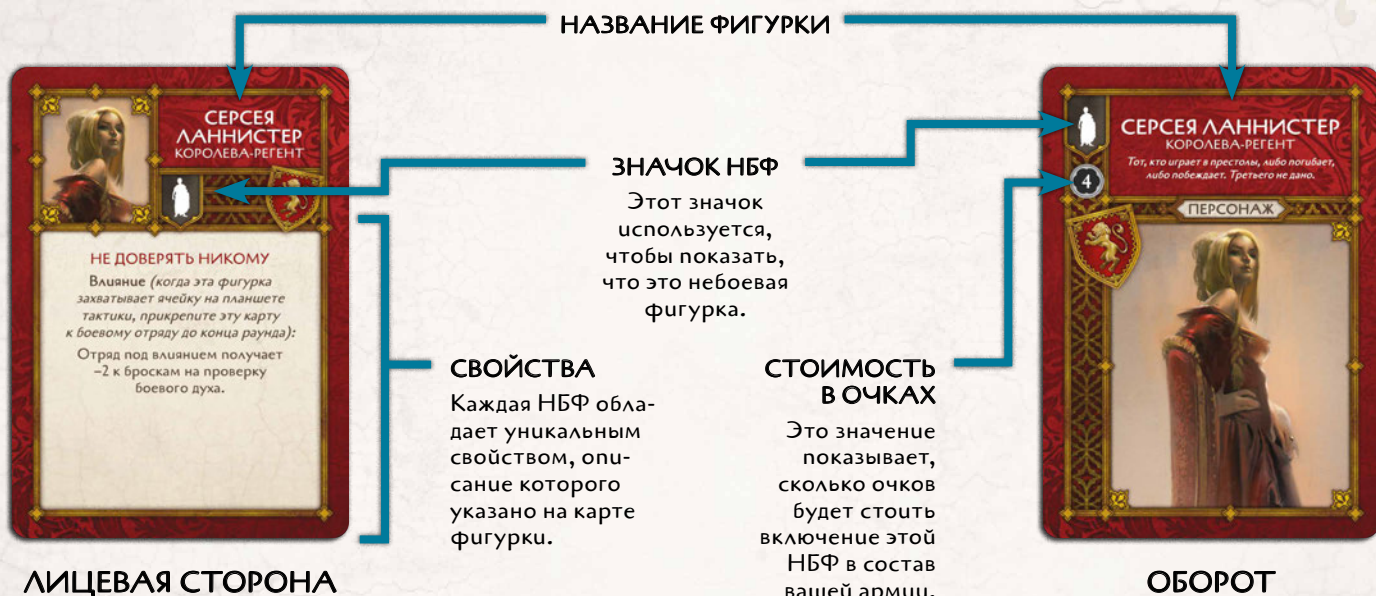 НАЗВАНИЕ ФИГУРКИ
СЕРСЕЯ
ЛАННИСТЕР
КОРОЛЕВА-РЕГЕНТ
НЕ ДОВЕРЯТЬ НИКОМУ
Влияние (когда эта фигурка
захватывает ячейку на планшете
тактики, прикрепите эту карту
к боевому отряду до конца раунда):
Отряд под влиянием получает
–2 к броскам на проверку
боевого духа.
ЛИЦЕВАЯ СТОРОНА
ЗНАЧОК НБФ
Этот значок
используется,
чтобы показать,
что это небоевая
фигурка.
СВОЙСТВА
Каждая НБФ обла-
дает уникальным
свойством, опи-
сание которого
указано на карте
фигурки.
СТОИМОСТЬ
В ОЧКАХ
Это значение
показывает,
сколько очков
будет стоить
включение этой
НБФ в состав
вашей армии.
СЕРСЕЯ ЛАННИСТЕР
КОРОЛЕВА-РЕГЕНТ
Тот, кто играет в престолы, либо погибает,
либо побеждает. Третьего не дано.
4
ПЕРСОНАЖ
ОБОРОТ